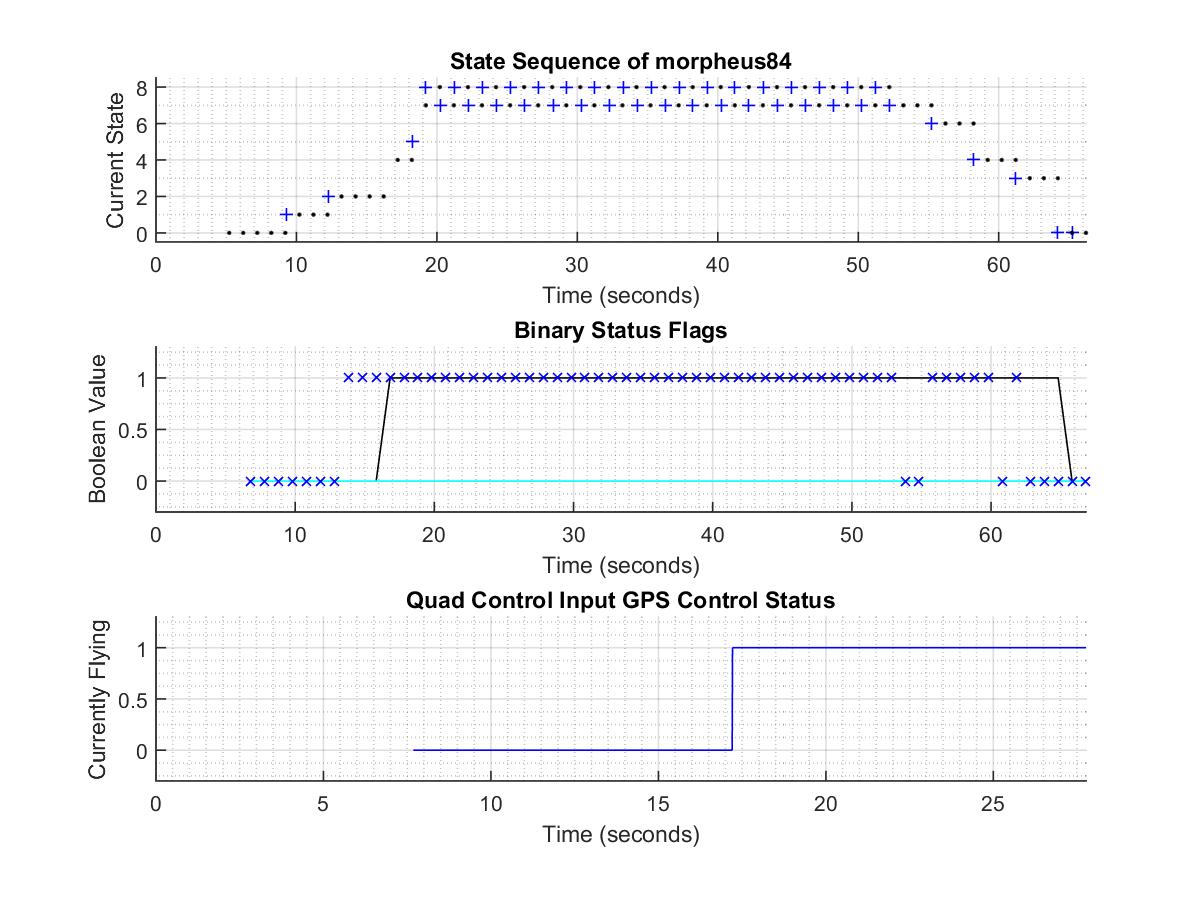 State Sequence of morpheus84
Current State
8
6
4
2
0
0 10 20 30 40 50 60
Time (seconds)
Binary Status Flags
Boolean Value
1
0.5
0
0 10 20 30 40 50 60
Time (seconds)
Quad Control Input GPS Control Status
Currently Flying
1
0.5
0
0 5 10 15 20 25
Time (seconds)